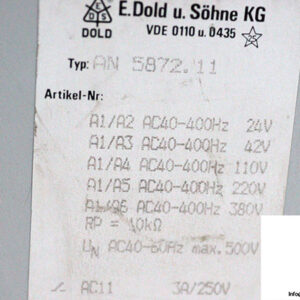 E.Dold u. Söhne KG
EDS
DOLD
VDE 0110 u. 0435
Typ: AN 5872.11
Artikel-Nr:
A1/A2 AC40-400Hz 24V
A1/A3 AC40-400Hz 42V
A1/A4 AC40-400Hz 110V
A1/A5 AC40-400Hz 220V
A1/A6 AC40-400Hz 380V
RP = 10kΩ
UN AC40-60Hz max.500V
AC11 3A/250V